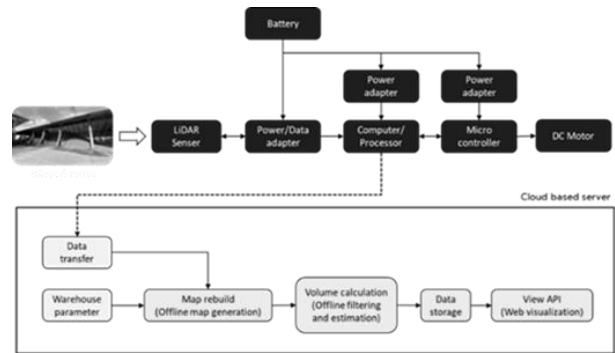 Battery
Power
adapter
Power
adapter
LiDAR
Senser
Power/Data
adapter
Computer/
Processor
Micro
controller
DC Motor
Cloud based server
Data
transfer
Warehouse
parameter
Map rebuild
(Offline map generation)
Volume calculation
(Offline filtering
and estimation)
Data
storage
View API
(Web visualization)